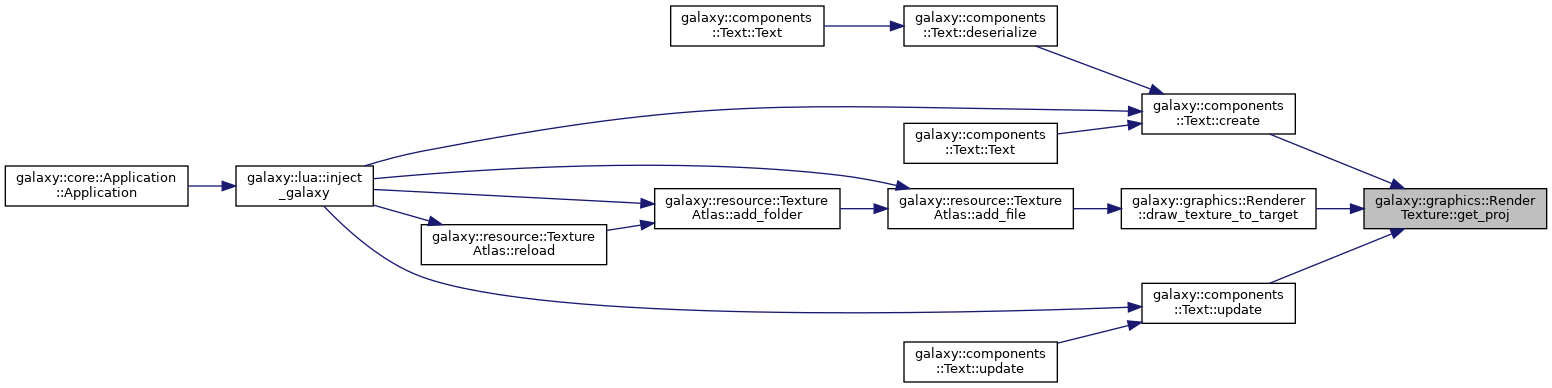 galaxy::components
::Text::Text
galaxy::components
::Text::deserialize
galaxy::components
::Text::create
galaxy::components
::Text::Text
galaxy::core::Application
::Application
galaxy::lua::inject
_galaxy
galaxy::resource::Texture
Atlas::add_folder
galaxy::resource::Texture
Atlas::add_file
galaxy::graphics::Renderer
::draw_texture_to_target
galaxy::graphics::Render
Texture::get_proj
galaxy::resource::Texture
Atlas::reload
galaxy::components
::Text::update
galaxy::components
::Text::update